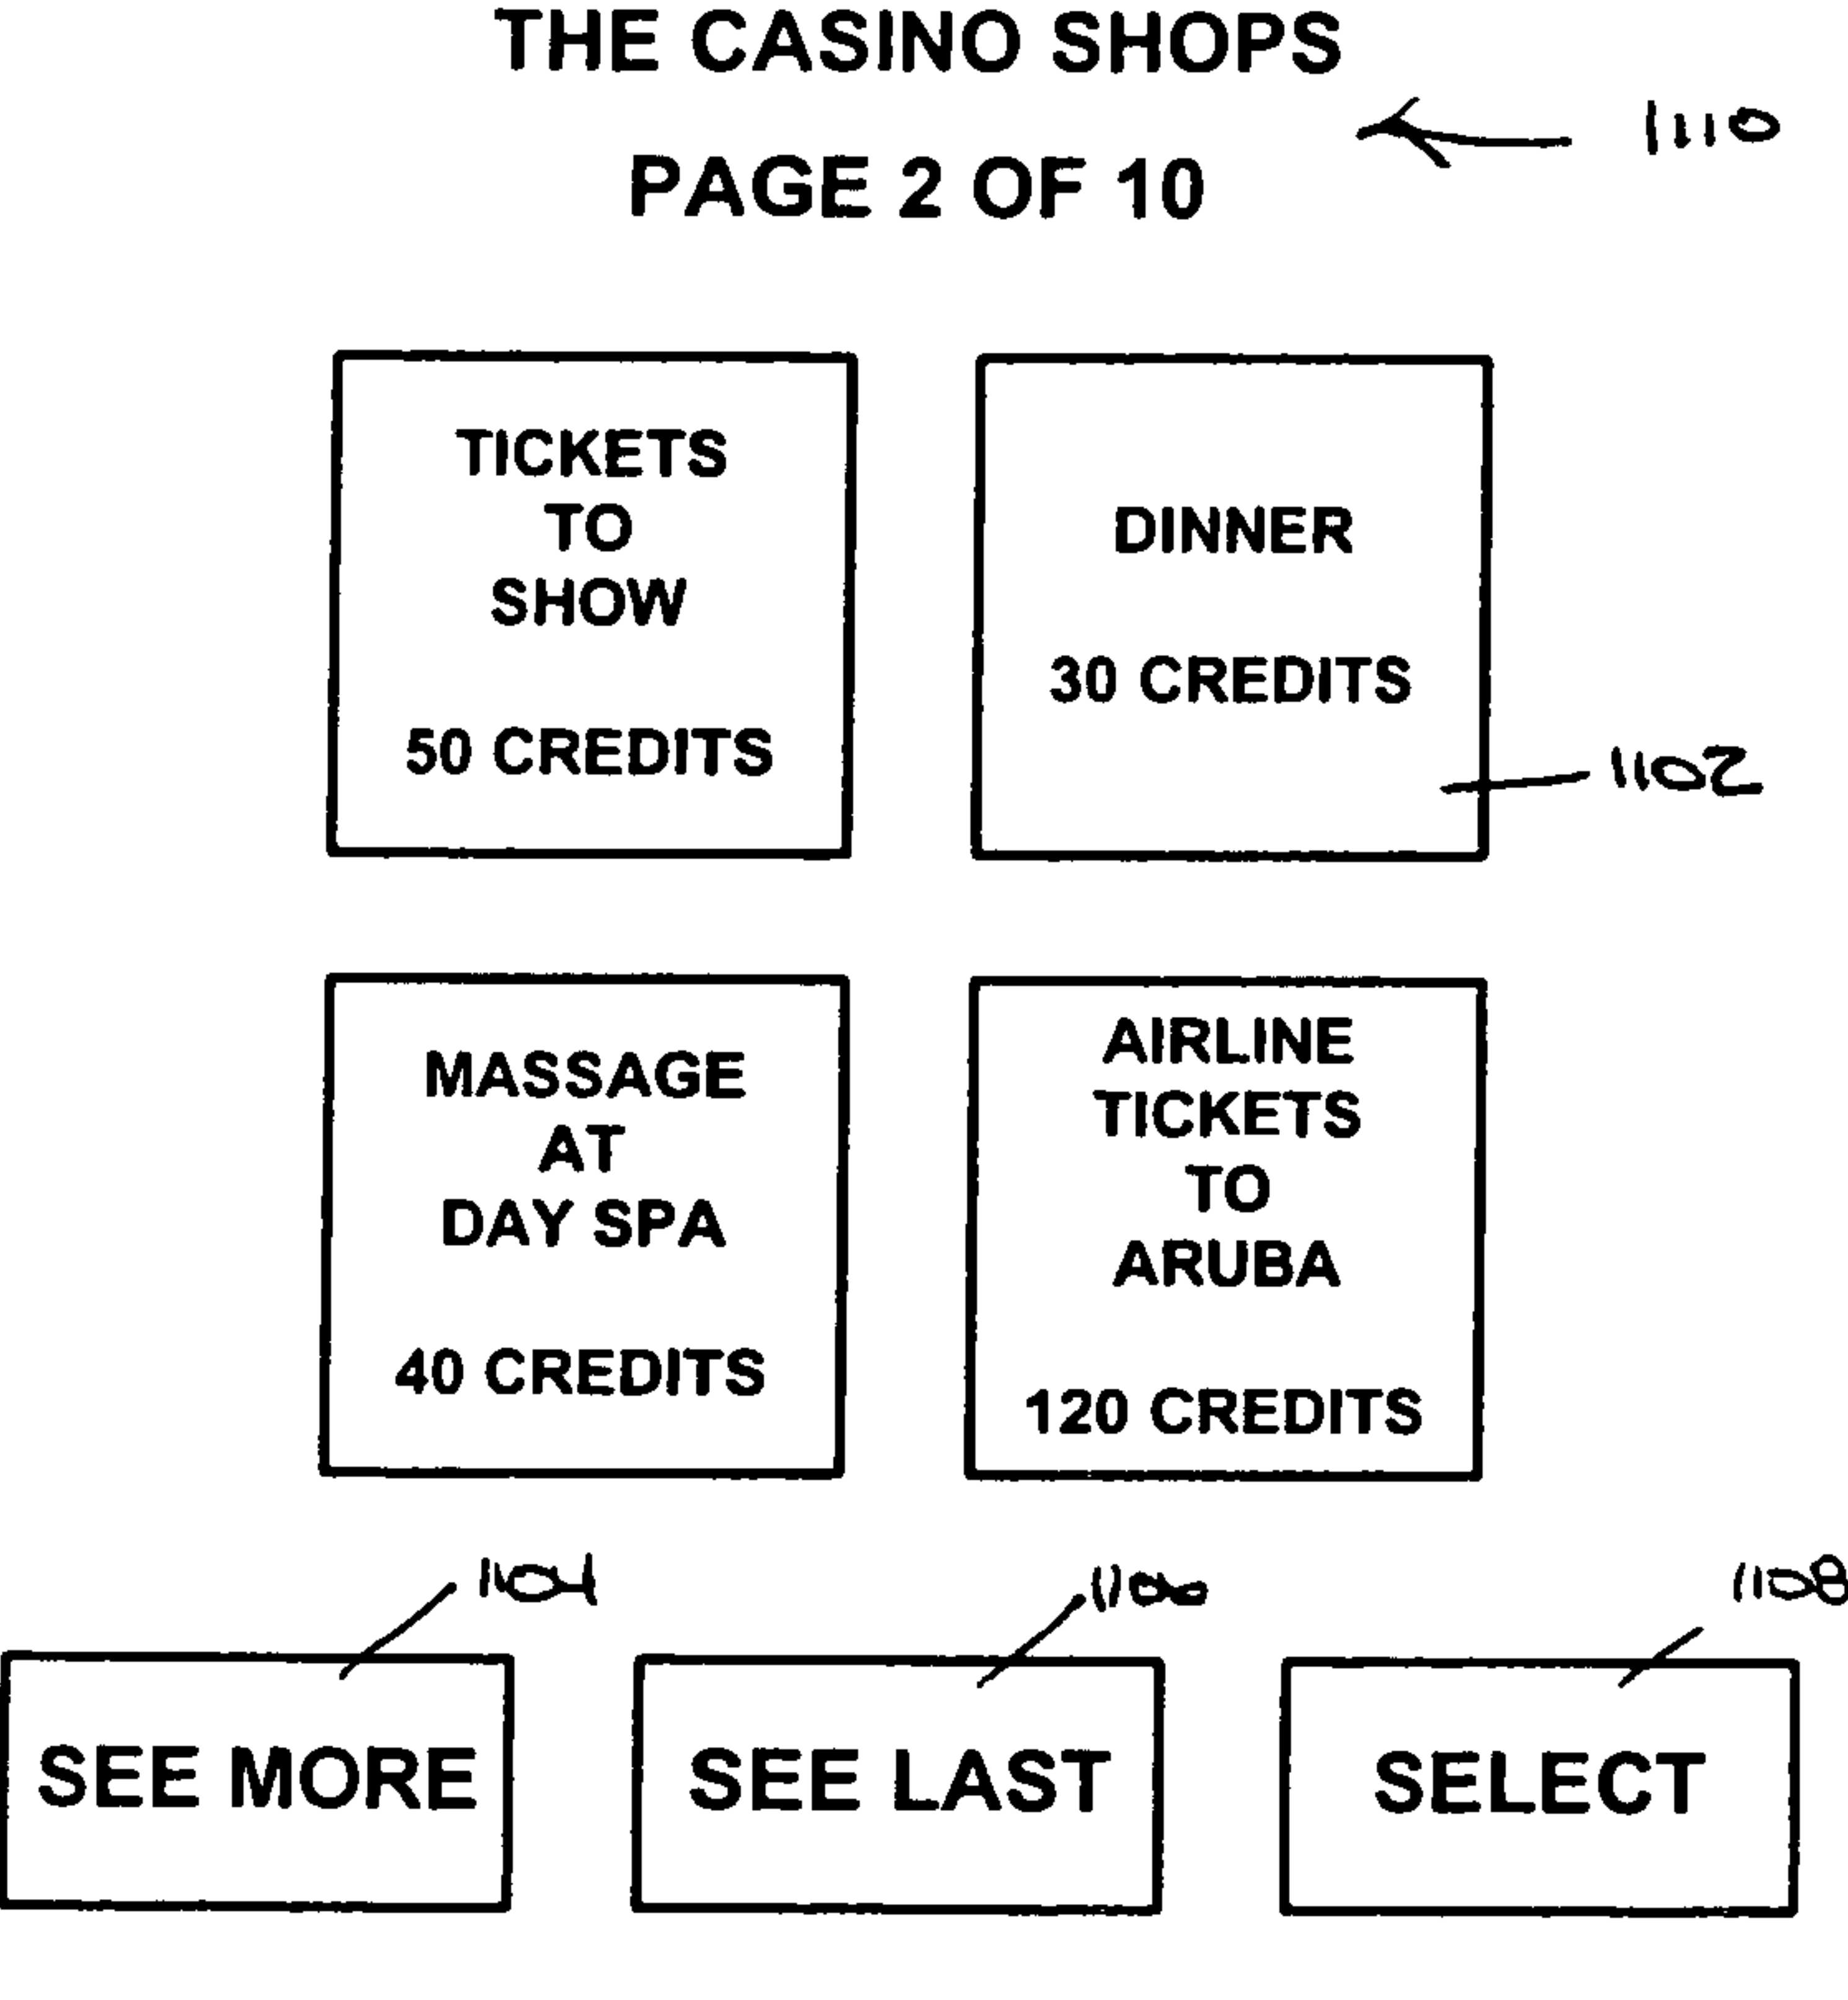 THE CASINO SHOPS
1110
PAGE 2 OF 10
TICKETS
TO
SHOW
50 CREDITS
DINNER
30 CREDITS
1102
MASSAGE
AT
DAY SPA
40 CREDITS
AIRLINE
TICKETS
TO
ARUBA
120 CREDITS
1104
1106
1108
SEE MORE
SEE LAST
SELECT